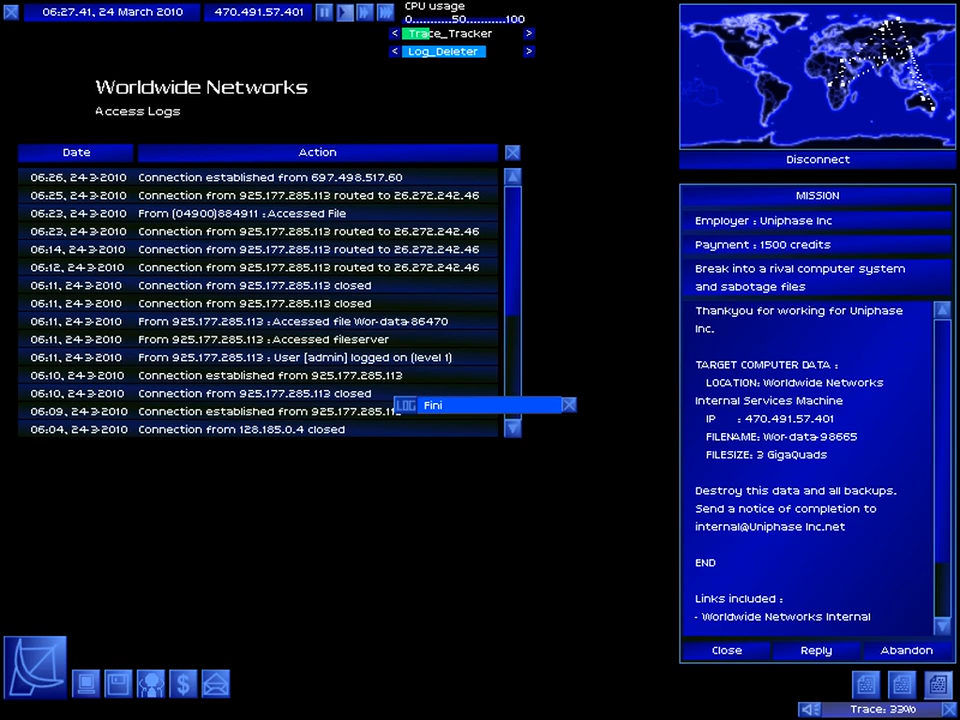 06:27.41, 24 March 2010
470.491.57.401
CPU usage
0............50...........100
< Trace_Tracker >
< Log_Deleter >
Worldwide Networks
Access Logs
Date Action
06:26, 24-3-2010 Connection established from 697.498.517.60
06:25, 24-3-2010 Connection from 925.177.285.113 routed to 26.272.242.46
06:23, 24-3-2010 From (04900)884911 : Accessed File
06:23, 24-3-2010 Connection from 925.177.285.113 routed to 26.272.242.46
06:14, 24-3-2010 Connection from 925.177.285.113 routed to 26.272.242.46
06:12, 24-3-2010 Connection from 925.177.285.113 routed to 26.272.242.46
06:11, 24-3-2010 Connection from 925.177.285.113 closed
06:11, 24-3-2010 Connection from 925.177.285.113 closed
06:11, 24-3-2010 From 925.177.285.113 : Accessed file Wor-data-86470
06:11, 24-3-2010 From 925.177.285.113 : Accessed fileserver
06:11, 24-3-2010 From 925.177.285.113 : User [admin] logged on (level 1)
06:10, 24-3-2010 Connection established from 925.177.285.113
06:10, 24-3-2010 Connection from 925.177.285.113 closed
06:09, 24-3-2010 Connection established from 925.177.285.11
06:04, 24-3-2010 Connection from 128.185.0.4 closed
LOG Fini
Disconnect
MISSION
Employer : Uniphase Inc
Payment : 1500 credits
Break into a rival computer system
and sabotage files
Thankyou for working for Uniphase
Inc.
TARGET COMPUTER DATA :
LOCATION: Worldwide Networks
Internal Services Machine
IP : 470.491.57.401
FILENAME: Wor-data-98665
FILESIZE: 3 GigaQuads
Destroy this data and all backups.
Send a notice of completion to
internal@Uniphase Inc.net
END
Links included :
- Worldwide Networks Internal
Close Reply Abandon
$
Trace: 33%